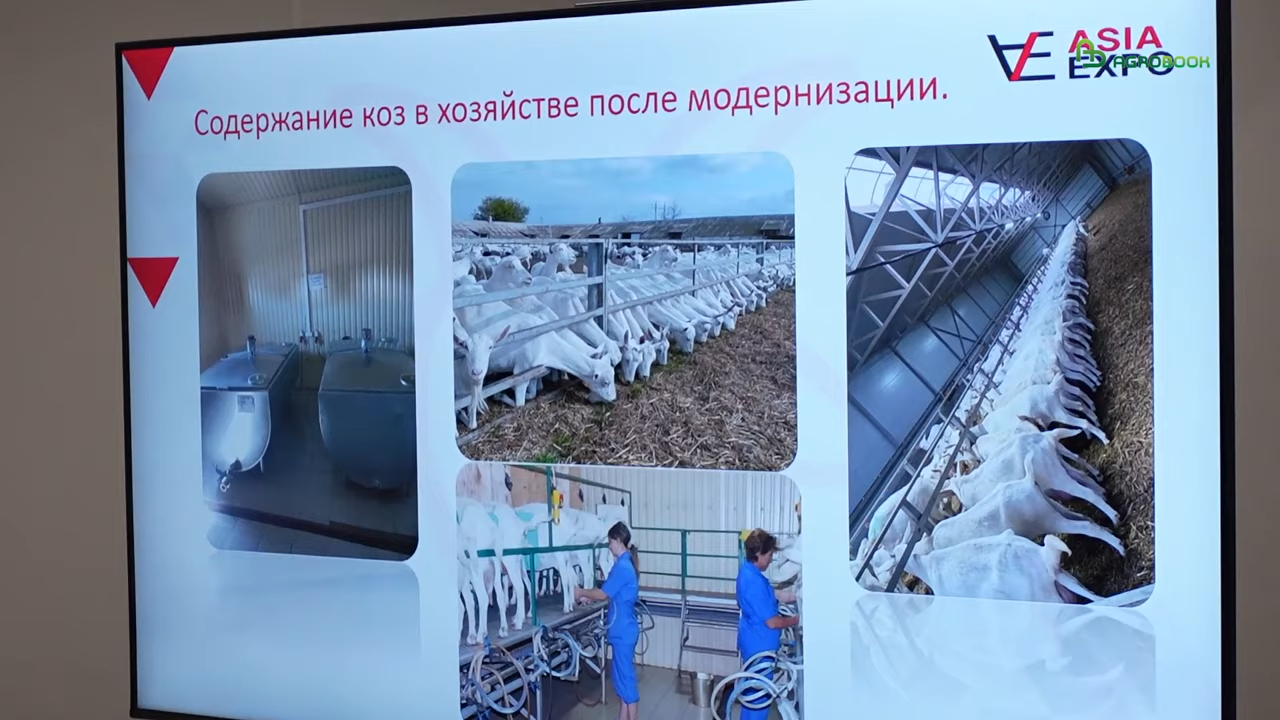 Содержание коз в хозяйстве после модернизации.
ASIA
EXPO
AGROBOOK